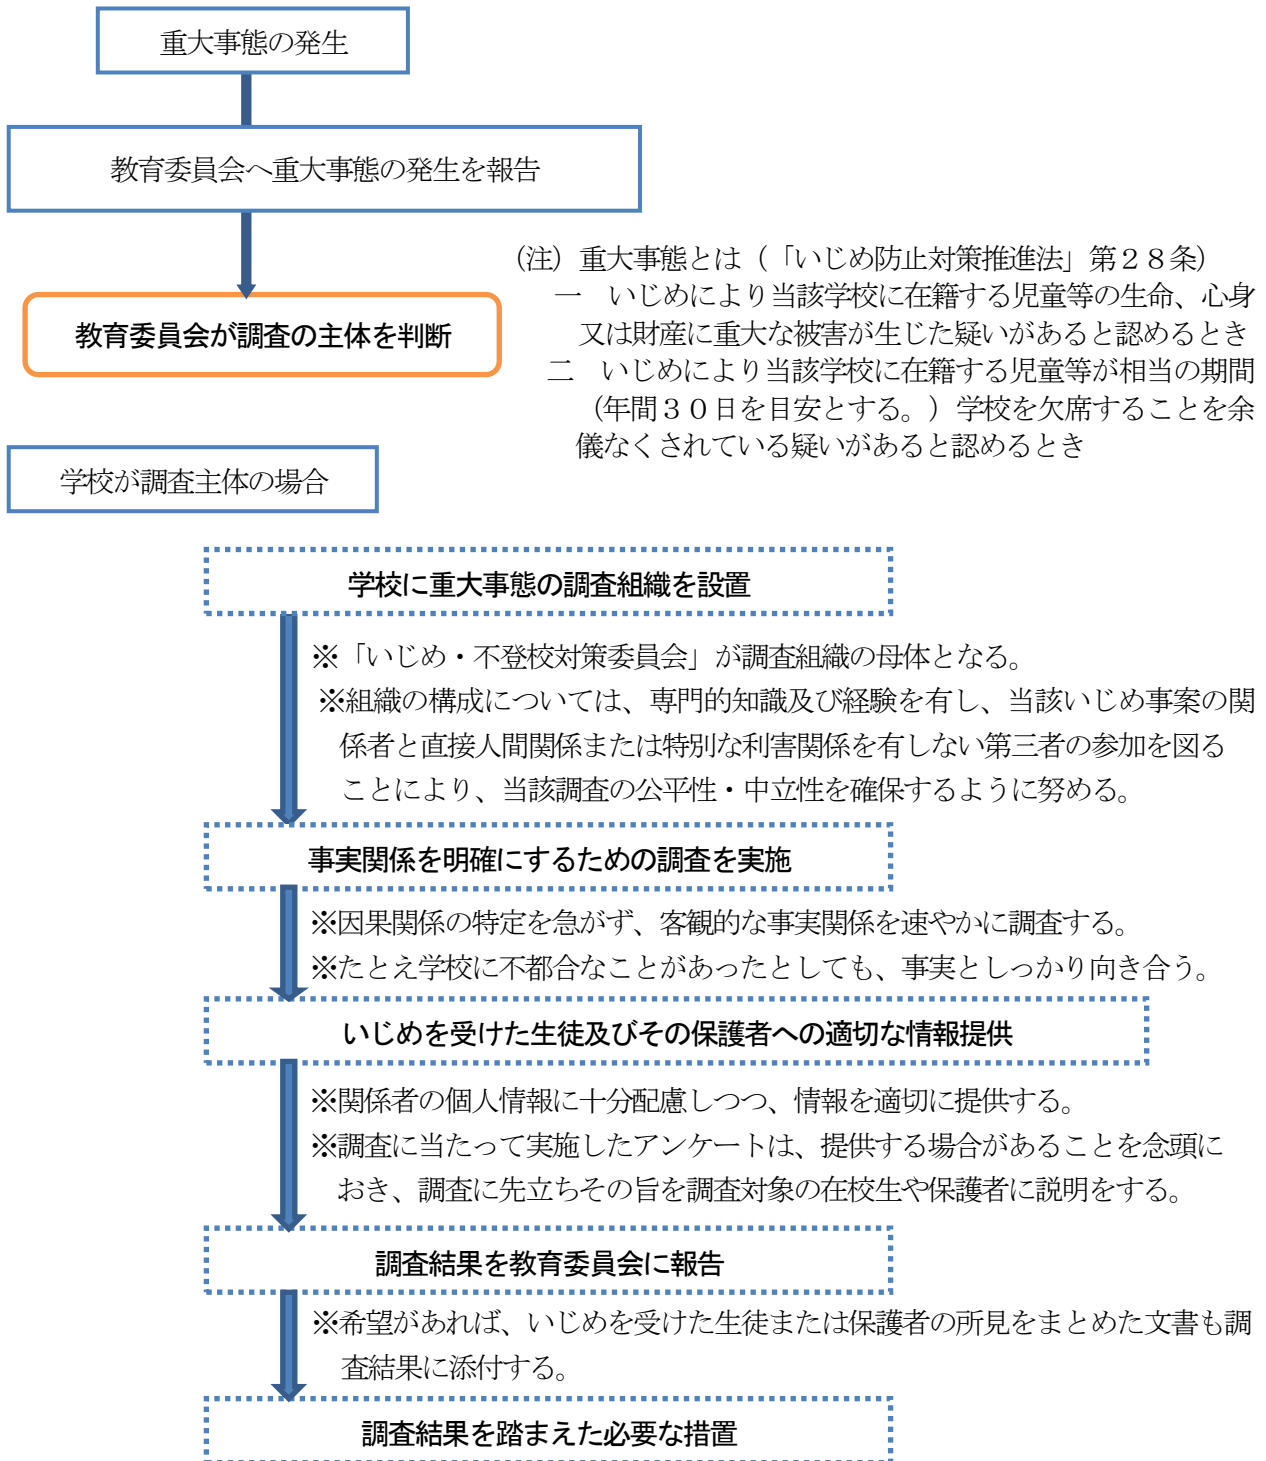 重大事態の発生
教育委員会へ重大事態の発生を報告
教育委員会が調査の主体を判断
（注）重大事態とは（「いじめ防止対策推進法」第２８条）
一　いじめにより当該学校に在籍する児童等の生命、心身
又は財産に重大な被害が生じた疑いがあると認めるとき
二　いじめにより当該学校に在籍する児童等が相当の期間
（年間３０日を目安とする。）学校を欠席することを余
儀なくされている疑いがあると認めるとき
学校が調査主体の場合
学校に重大事態の調査組織を設置
※「いじめ・不登校対策委員会」が調査組織の母体となる。
※組織の構成については、専門的知識及び経験を有し、当該いじめ事案の関
係者と直接人間関係または特別な利害関係を有しない第三者の参加を図る
ことにより、当該調査の公平性・中立性を確保するように努める。
事実関係を明確にするための調査を実施
※因果関係の特定を急がず、客観的な事実関係を速やかに調査する。
※たとえ学校に不都合なことがあったとしても、事実としっかり向き合う。
いじめを受けた生徒及びその保護者への適切な情報提供
※関係者の個人情報に十分配慮しつつ、情報を適切に提供する。
※調査に当たって実施したアンケートは、提供する場合があることを念頭に
おき、調査に先立ちその旨を調査対象の在校生や保護者に説明をする。
調査結果を教育委員会に報告
※希望があれば、いじめを受けた生徒または保護者の所見をまとめた文書も調
査結果に添付する。
調査結果を踏まえた必要な措置